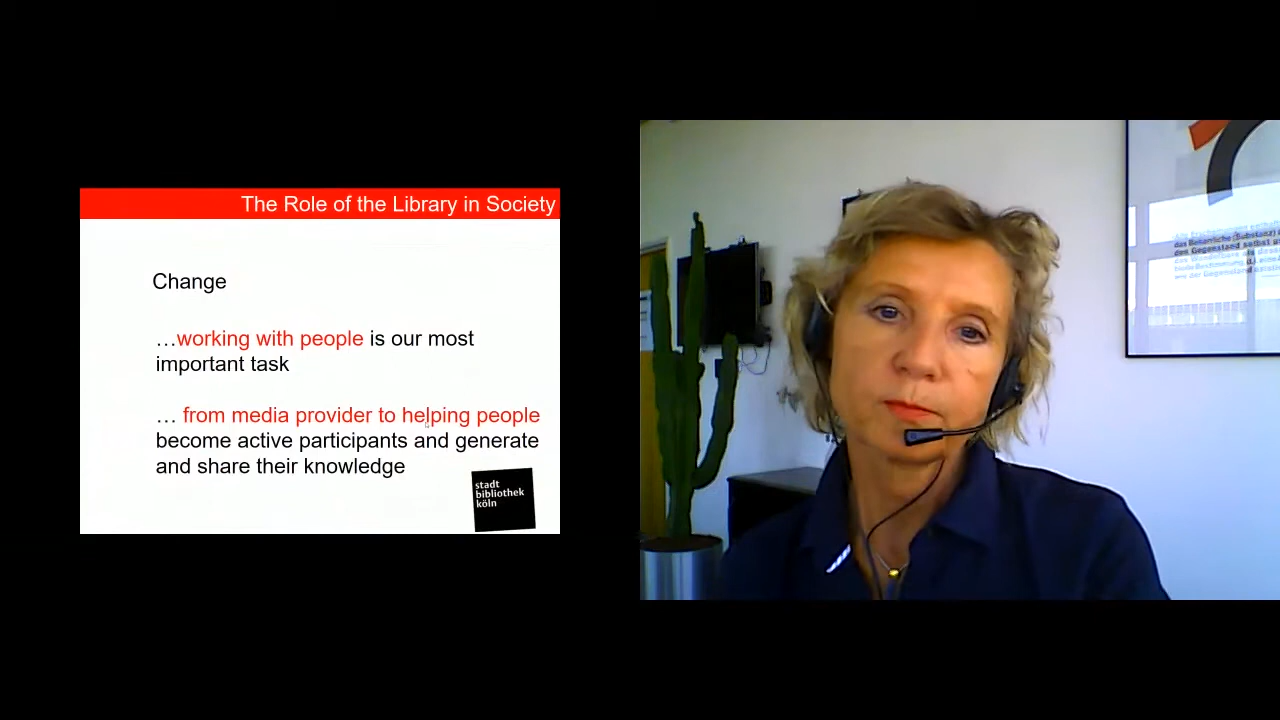 The Role of the Library in Society
Change
…working with people is our most
important task
… from media provider to helping people
become active participants and generate
and share their knowledge
stadt
bibliothek
köln